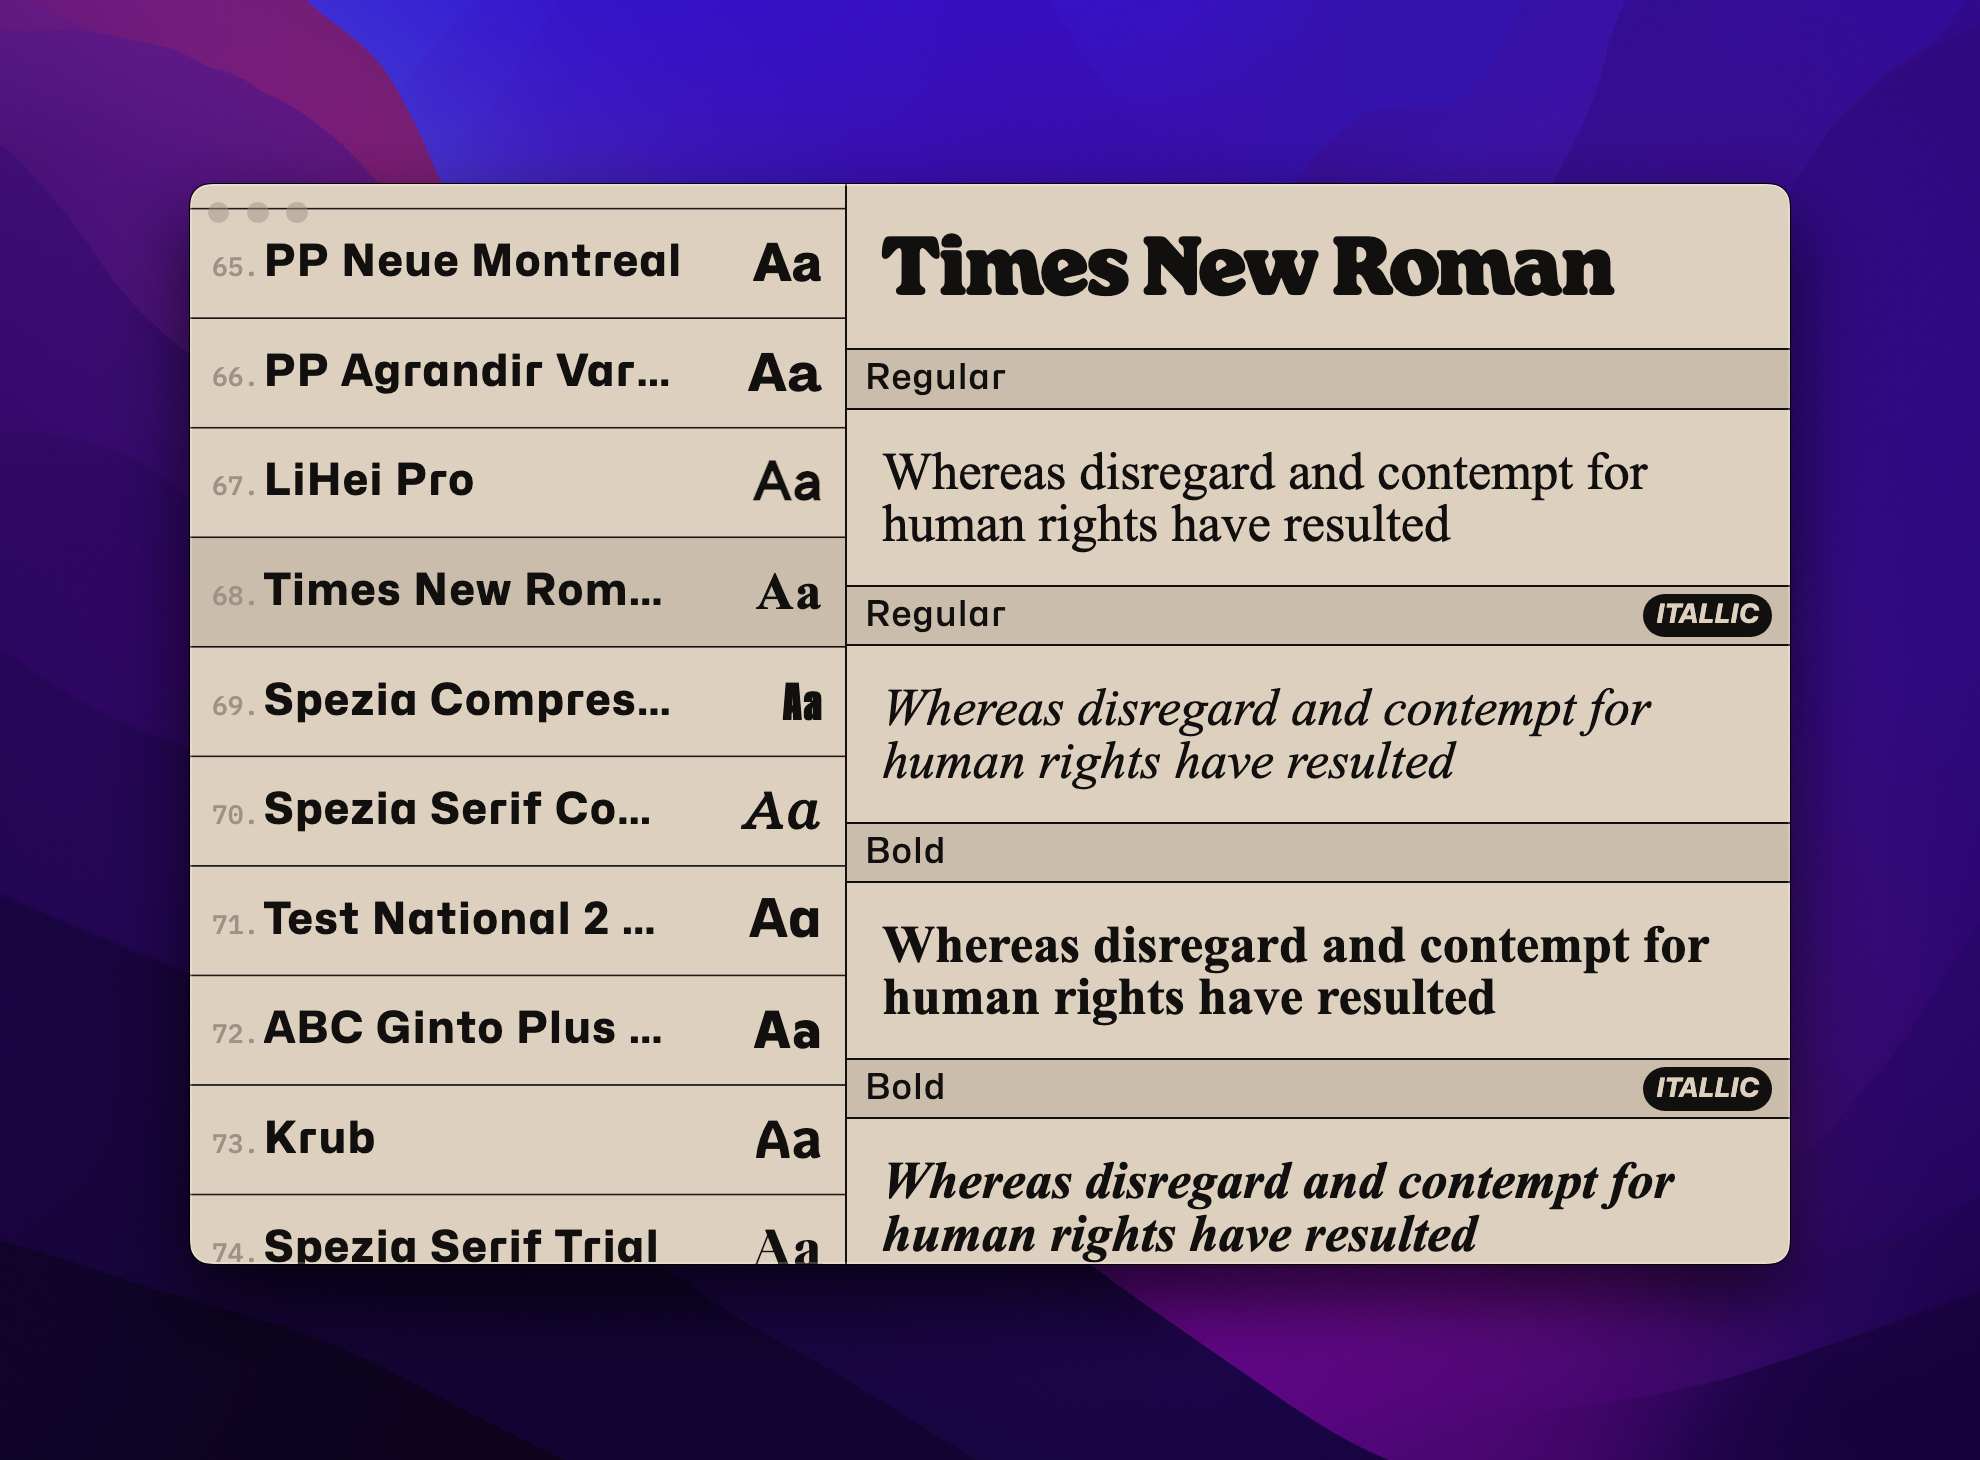 65. PP Neue Montreal Aa
66. PP Agrandir Var... Aa
67. LiHei Pro Aa
68. Times New Rom... Aa
69. Spezia Compres... Aa
70. Spezia Serif Co... Aa
71. Test National 2 ... Aa
72. ABC Ginto Plus ... Aa
73. Krub Aa
74. Spezia Serif Trial Aa
Times New Roman
Regular
Whereas disregard and contempt for
human rights have resulted
Regular ITALLIC
Whereas disregard and contempt for
human rights have resulted
Bold
Whereas disregard and contempt for
human rights have resulted
Bold ITALLIC
Whereas disregard and contempt for
human rights have resulted